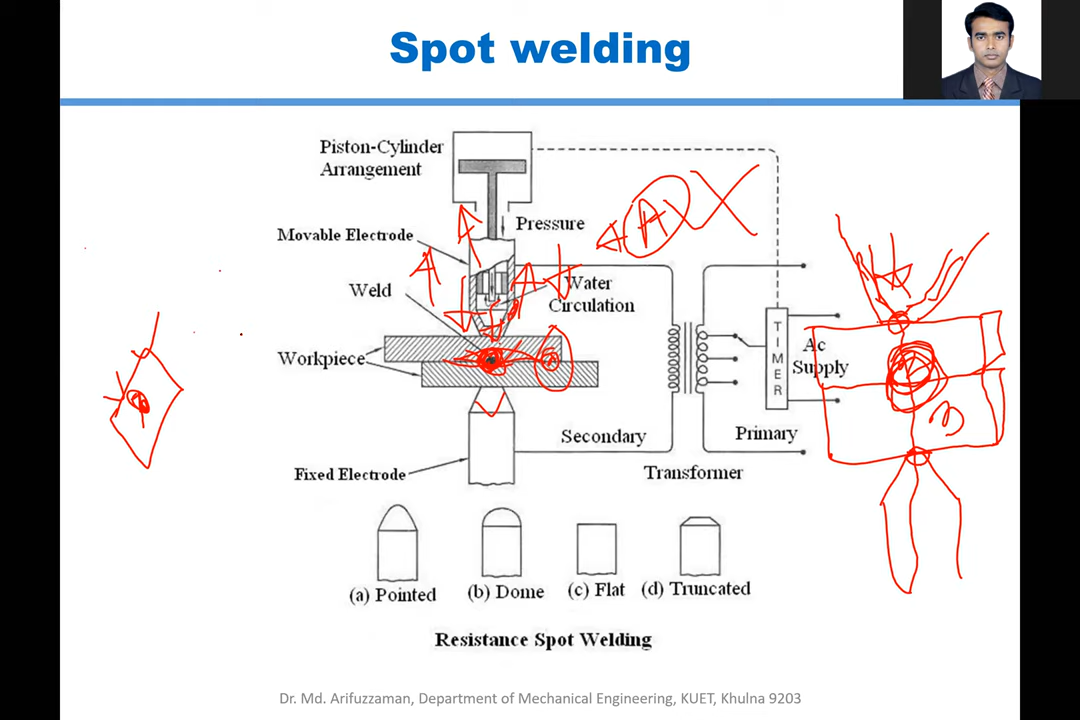 Spot welding
Piston-Cylinder
Arrangement
Pressure
Movable Electrode
Weld
Water
Circulation
Workpiece
TIMER
Ac
Supply
Secondary
Primary
Fixed Electrode
Transformer
(a) Pointed
(b) Dome
(c) Flat
(d) Truncated
Resistance Spot Welding
Dr. Md. Arifuzzaman, Department of Mechanical Engineering, KUET, Khulna 9203